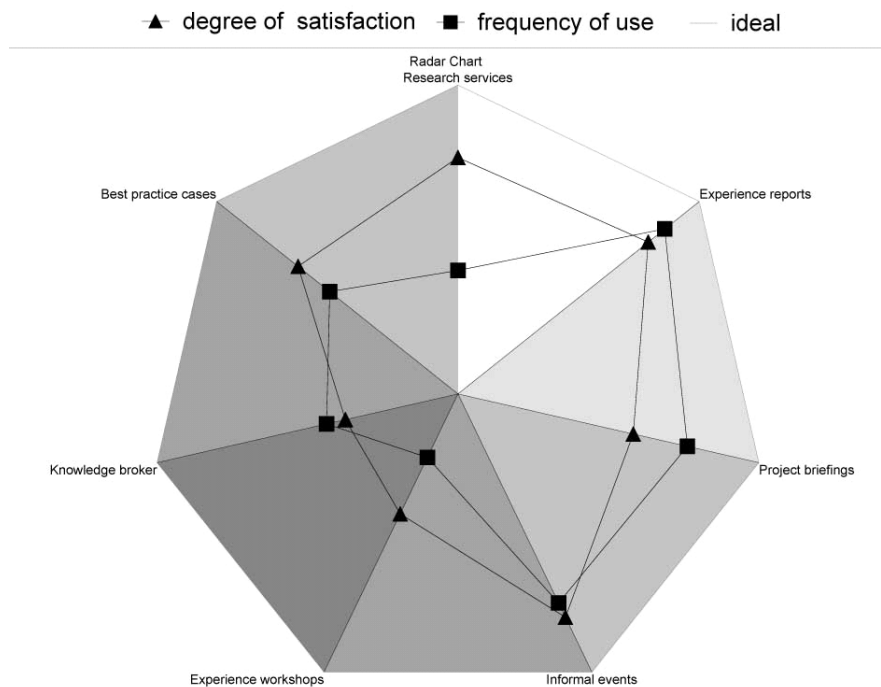 degree of satisfaction frequency of use ideal
Radar Chart
Research services
Best practice cases
Experience reports
Knowledge broker
Project briefings
Experience workshops
Informal events